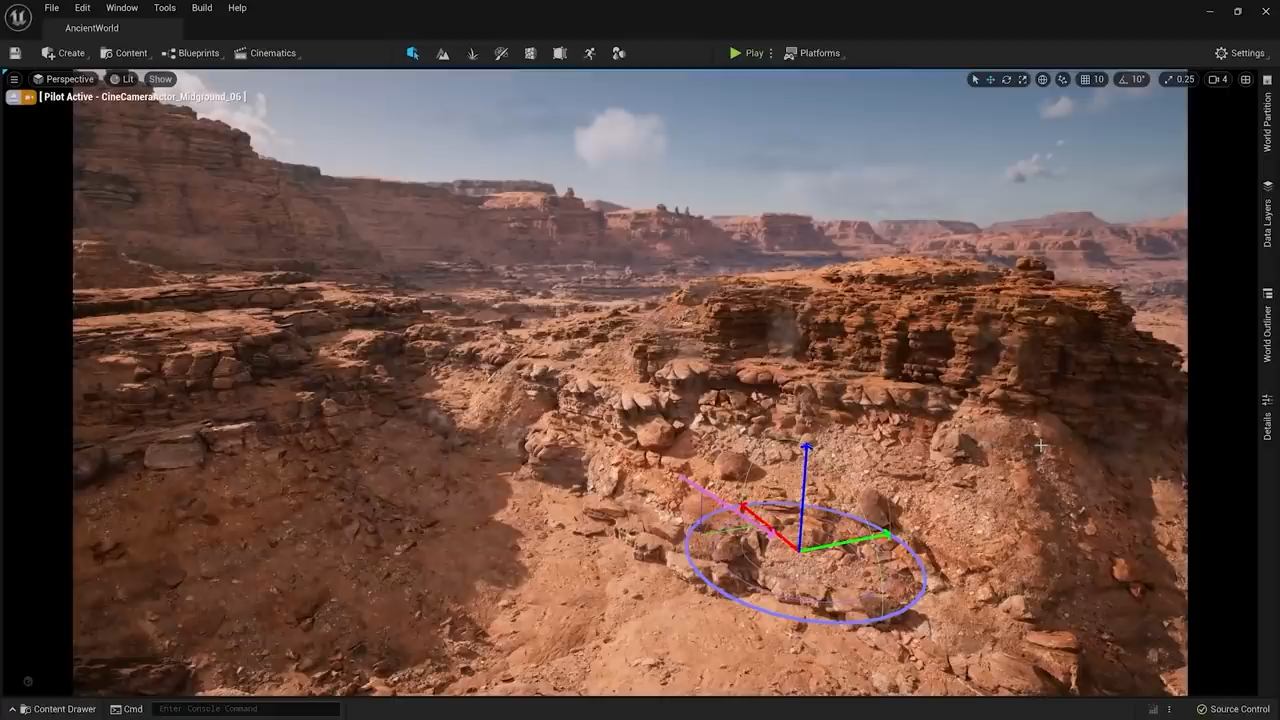 File Edit Window Tools Build Help
AncientWorld
Create Content Blueprints Cinematics Play Platforms Settings
Perspective Lit Show 10 10° 0.25 4
[ Pilot Active - CineCameraActor_Midground_06 ]
World Partition
Data Layers
World Outliner
Details
Content Drawer Cmd Enter Console Command Source Control